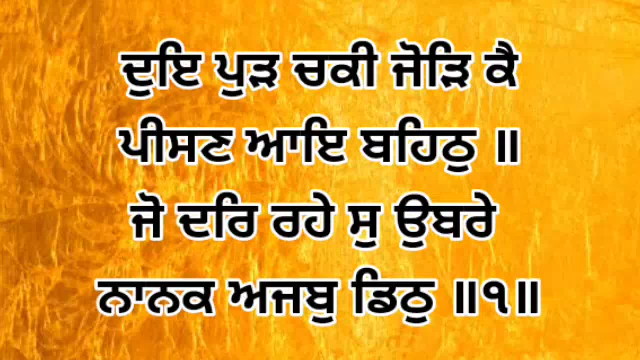 ਦੁਇ ਪੁੜ ਚਕੀ ਜੋੜਿ ਕੈ
ਪੀਸਣ ਆਇ ਬਹਿਠੁ ॥
ਜੋ ਦਰਿ ਰਹੇ ਸੁ ਉਬਰੇ
ਨਾਨਕ ਅਜਬੁ ਡਿਠੁ ॥੧॥